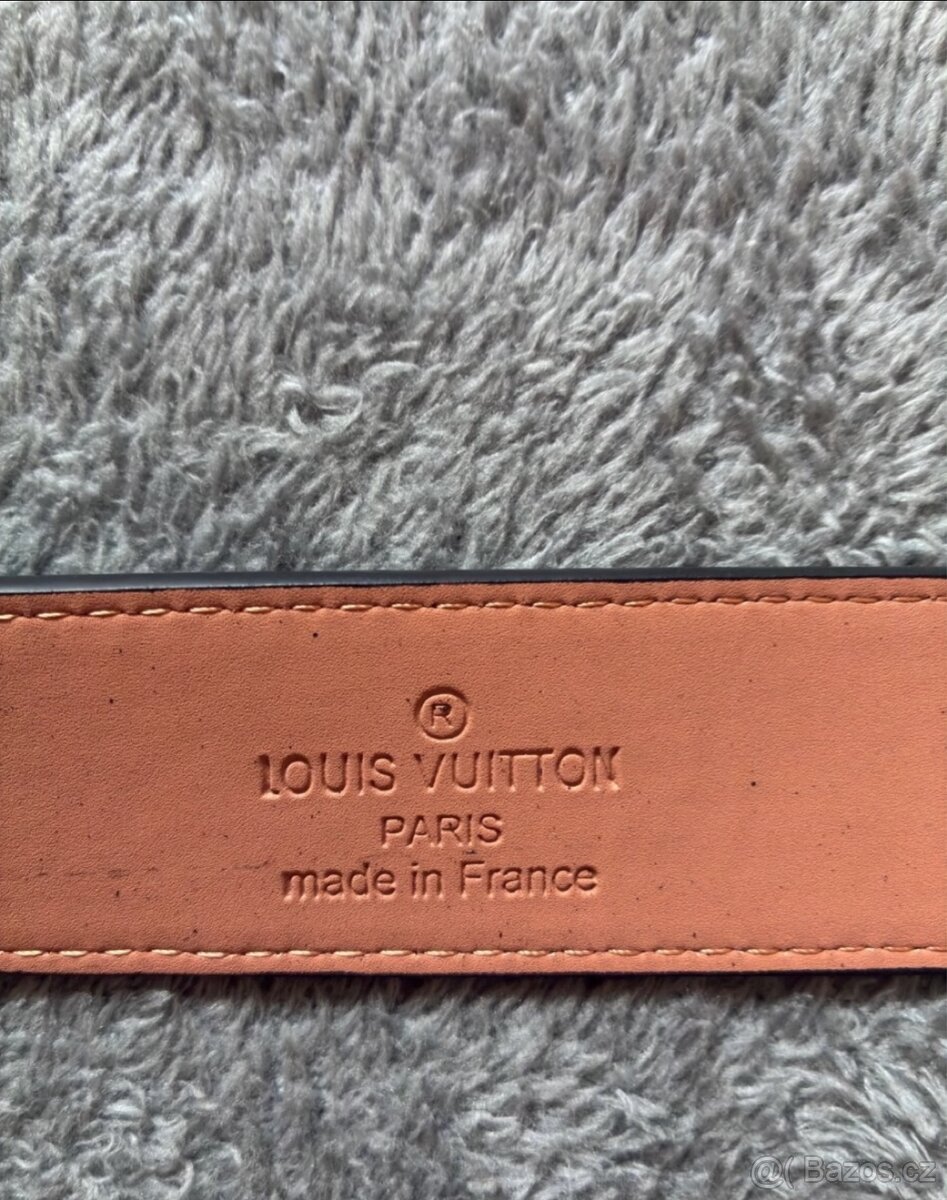 ®
LOUIS VUITTON
PARIS
made in France
@( Bazos.cz